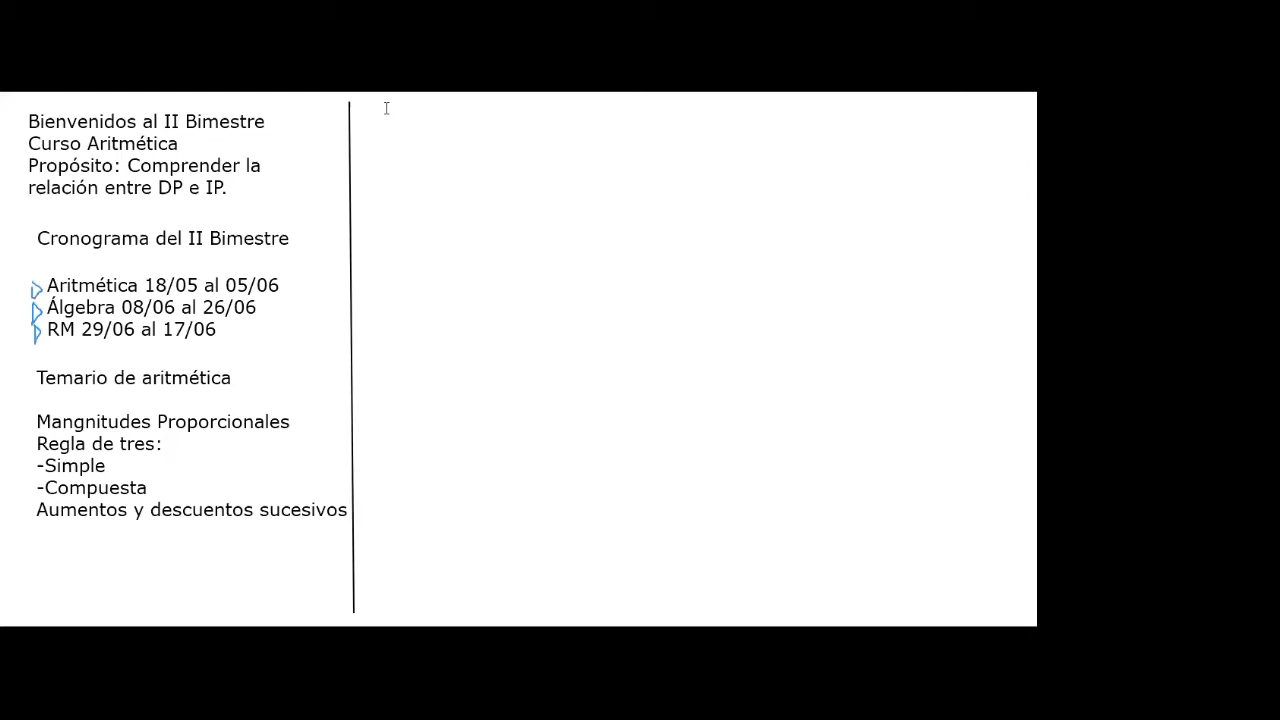 Bienvenidos al II Bimestre
Curso Aritmética
Propósito: Comprender la
relación entre DP e IP.
Cronograma del II Bimestre
Aritmética 18/05 al 05/06
Álgebra 08/06 al 26/06
RM 29/06 al 17/06
Temario de aritmética
Mangnitudes Proporcionales
Regla de tres:
-Simple
-Compuesta
Aumentos y descuentos sucesivos